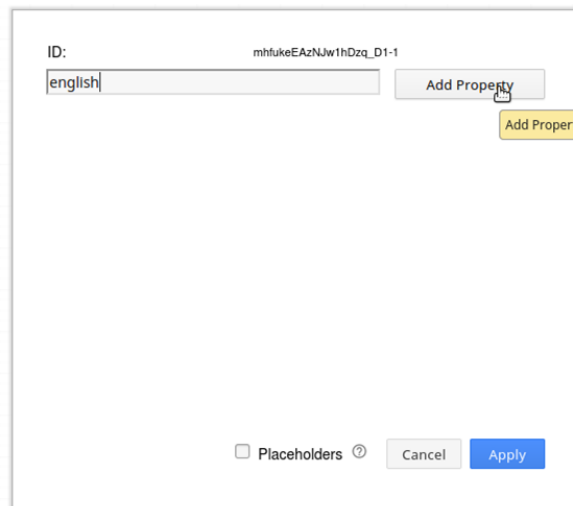 ID: mhfukeEAzNJw1hDzq_D1-1
english Add Property
Add Proper
Placeholders ? Cancel Apply